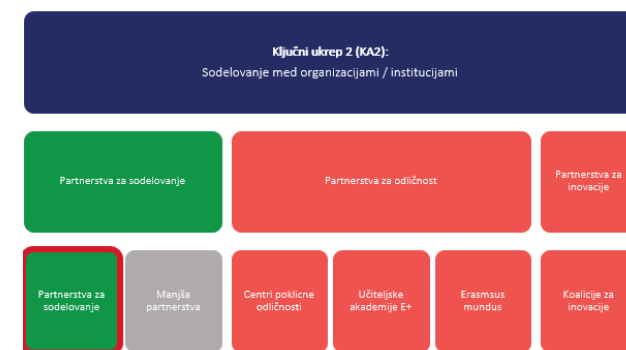 Ključni ukrep 2 (KA2):
Sodelovanje med organizacijami / institucijami
Partnerstva za sodelovanje
Partnerstva za odličnost
Partnerstva za
inovacije
Partnerstva za
sodelovanje
Manjša
partnerstva
Centri poklicne
odličnosti
Učiteljske
akademije E+
Erasmsus
mundus
Koalicije za
inovacije